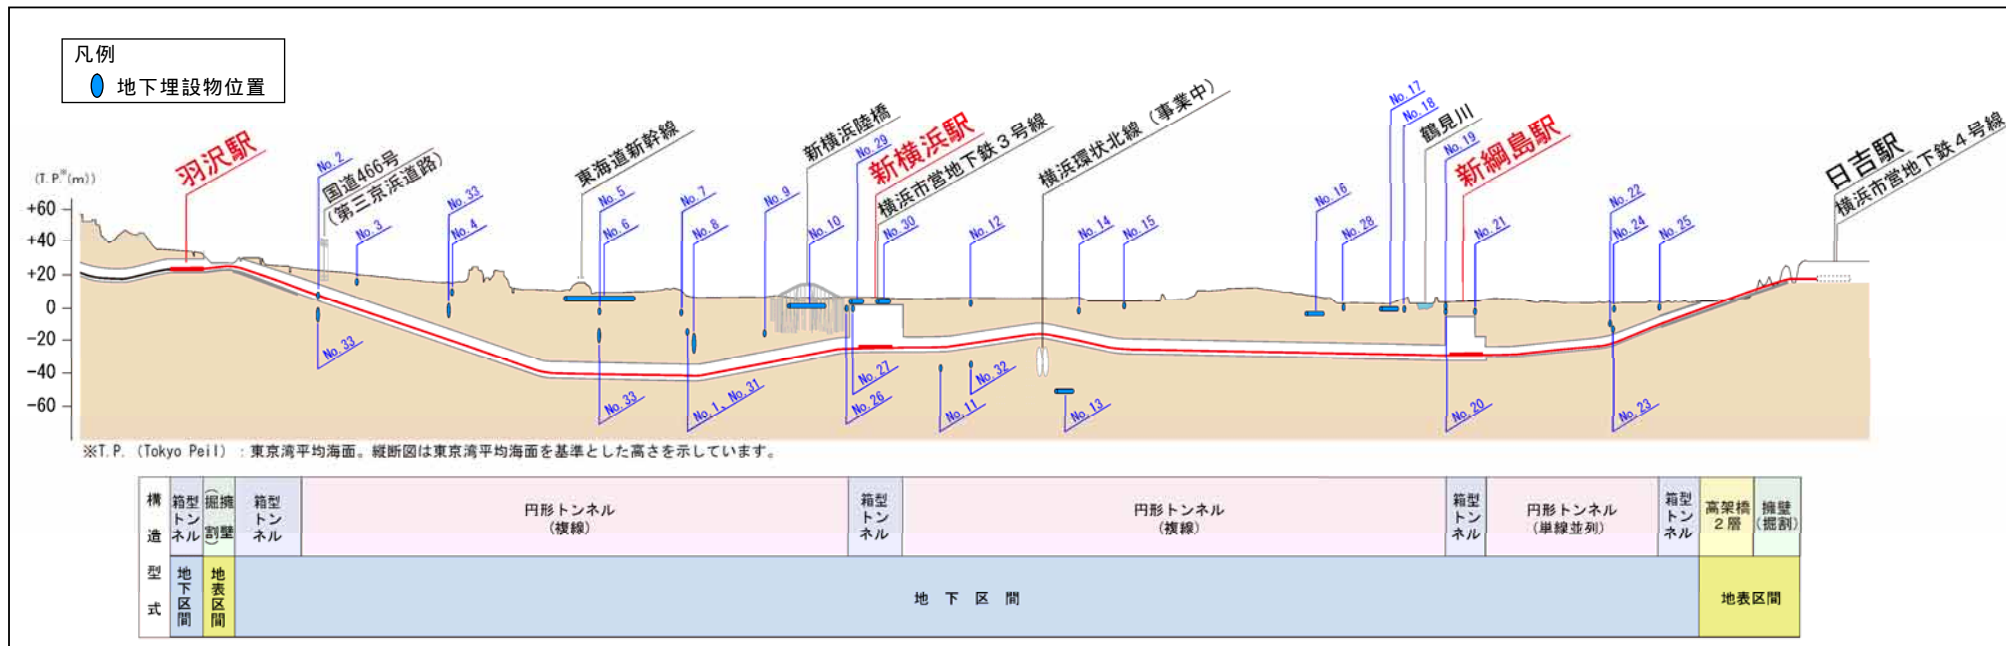 凡例
地下埋設物位置
(T.P.※(m))
+60
+40
+20
0
-20
-40
-60
羽沢駅
No.2
国道466号
(第三京浜道路)
No.3
No.33
No.4
東海道新幹線
No.5
No.6
No.7
No.8
No.9
新横浜陸橋
No.10
No.29
新横浜駅
横浜市営地下鉄3号線
No.30
No.12
横浜環状北線(事業中)
No.14
No.15
No.16
No.28
No.17
No.18
鶴見川
No.19
新綱島駅
No.21
No.22
No.24
No.25
日吉駅
横浜市営地下鉄4号線
No.33
No.33
No.1、No.31
No.27
No.26
No.11
No.32
No.13
No.20
No.23
※T.P. (Tokyo Peil) :東京湾平均海面。縦断図は東京湾平均海面を基準とした高さを示しています。
構造型式
箱型トンネル
擁壁(掘割)
箱型トンネル
円形トンネル
(複線)
箱型トンネル
円形トンネル
(複線)
箱型トンネル
円形トンネル
(単線並列)
箱型トンネル
高架橋
2層
擁壁
(掘割)
地下区間
地表区間
地下区間
地表区間